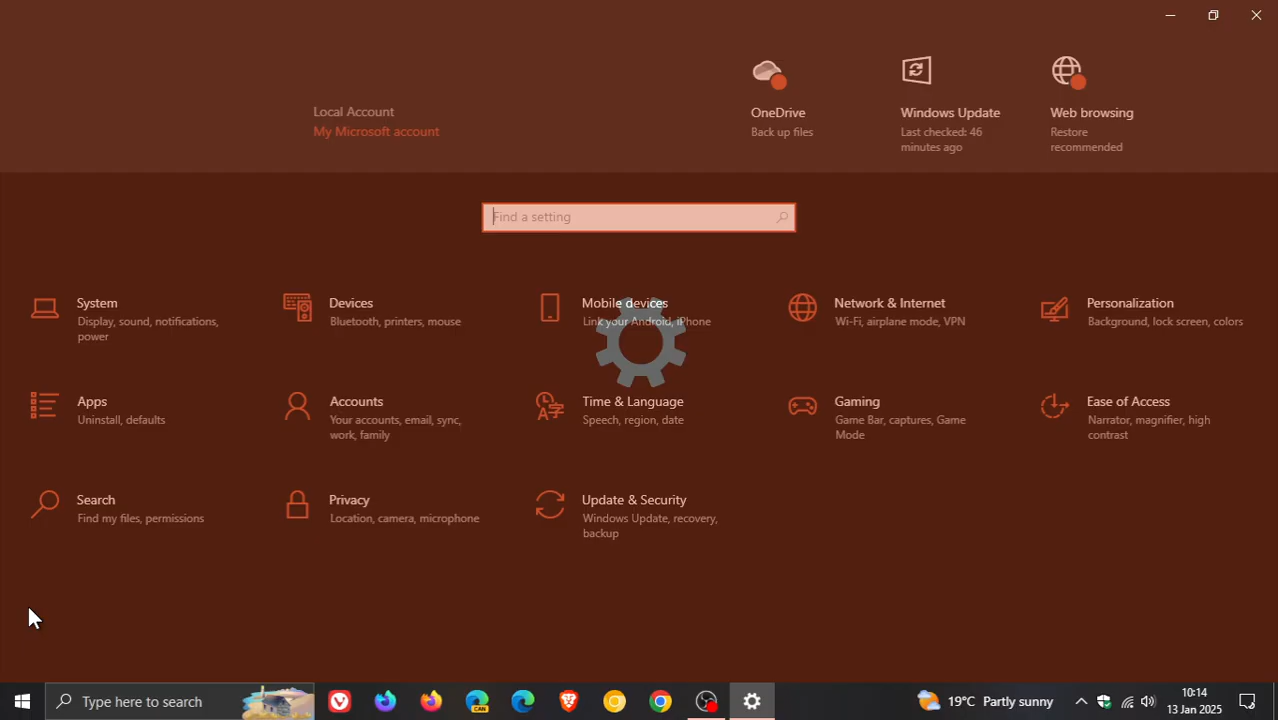 Local Account
My Microsoft account
OneDrive
Back up files
Windows Update
Last checked: 46
minutes ago
Web browsing
Restore
recommended
Find a setting
System
Display, sound, notifications,
power
Devices
Bluetooth, printers, mouse
Mobile devices
Link your Android, iPhone
Network & Internet
Wi-Fi, airplane mode, VPN
Personalization
Background, lock screen, colors
Apps
Uninstall, defaults
Accounts
Your accounts, email, sync,
work, family
Time & Language
Speech, region, date
Gaming
Game Bar, captures, Game
Mode
Ease of Access
Narrator, magnifier, high
contrast
Search
Find my files, permissions
Privacy
Location, camera, microphone
Update & Security
Windows Update, recovery,
backup
Type here to search
CAN
19°C Partly sunny
10:14
13 Jan 2025